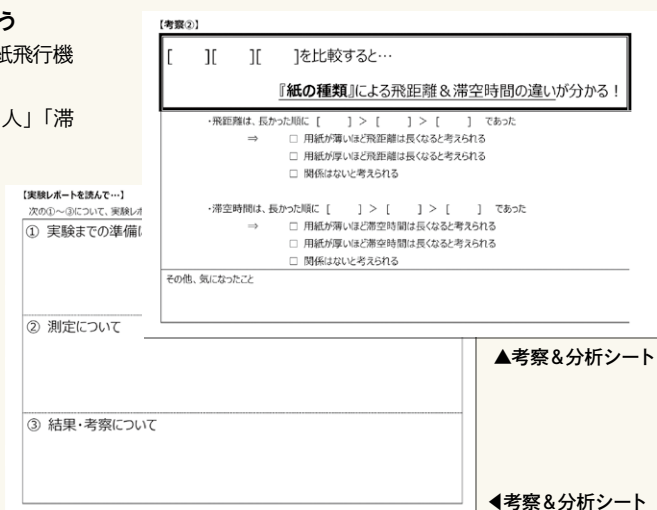 う
紙飛行機
人」「滞
【考察②】
[　　][　　][　　]を比較すると…
『紙の種類』による飛距離&滞空時間の違いが分かる！
・飛距離は、長かった順に [　　] > [　　] > [　　] であった
⇒ □ 用紙が薄いほど飛距離は長くなると考えられる
□ 用紙が厚いほど飛距離は長くなると考えられる
□ 関係はないと考えられる
・滞空時間は、長かった順に [　　] > [　　] > [　　] であった
⇒ □ 用紙が薄いほど滞空時間は長くなると考えられる
□ 用紙が厚いほど滞空時間は長くなると考えられる
□ 関係はないと考えられる
その他、気になったこと
【実験レポートを読んで…】
次の①～③について、実験レポ
① 実験までの準備に
② 測定について
③ 結果・考察について
▲考察＆分析シート
◀考察＆分析シート